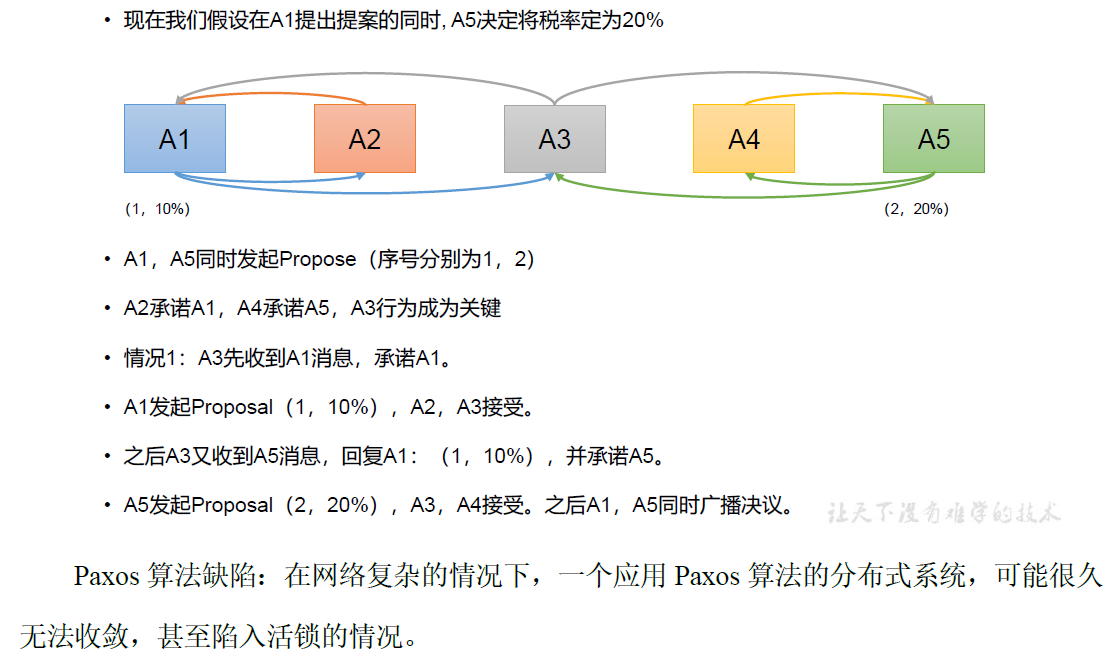 • 现在我们假设在A1提出提案的同时, A5决定将税率定为20%
A1 A2 A3 A4 A5
(1，10%) (2，20%)
• A1，A5同时发起Propose（序号分别为1，2）
• A2承诺A1，A4承诺A5，A3行为成为关键
• 情况1：A3先收到A1消息，承诺A1。
• A1发起Proposal（1，10%），A2，A3接受。
• 之后A3又收到A5消息，回复A1：（1，10%），并承诺A5。
• A5发起Proposal（2，20%），A3，A4接受。之后A1，A5同时广播决议。
让天下没有难学的技术
Paxos 算法缺陷：在网络复杂的情况下，一个应用 Paxos 算法的分布式系统，可能很久
无法收敛，甚至陷入活锁的情况。